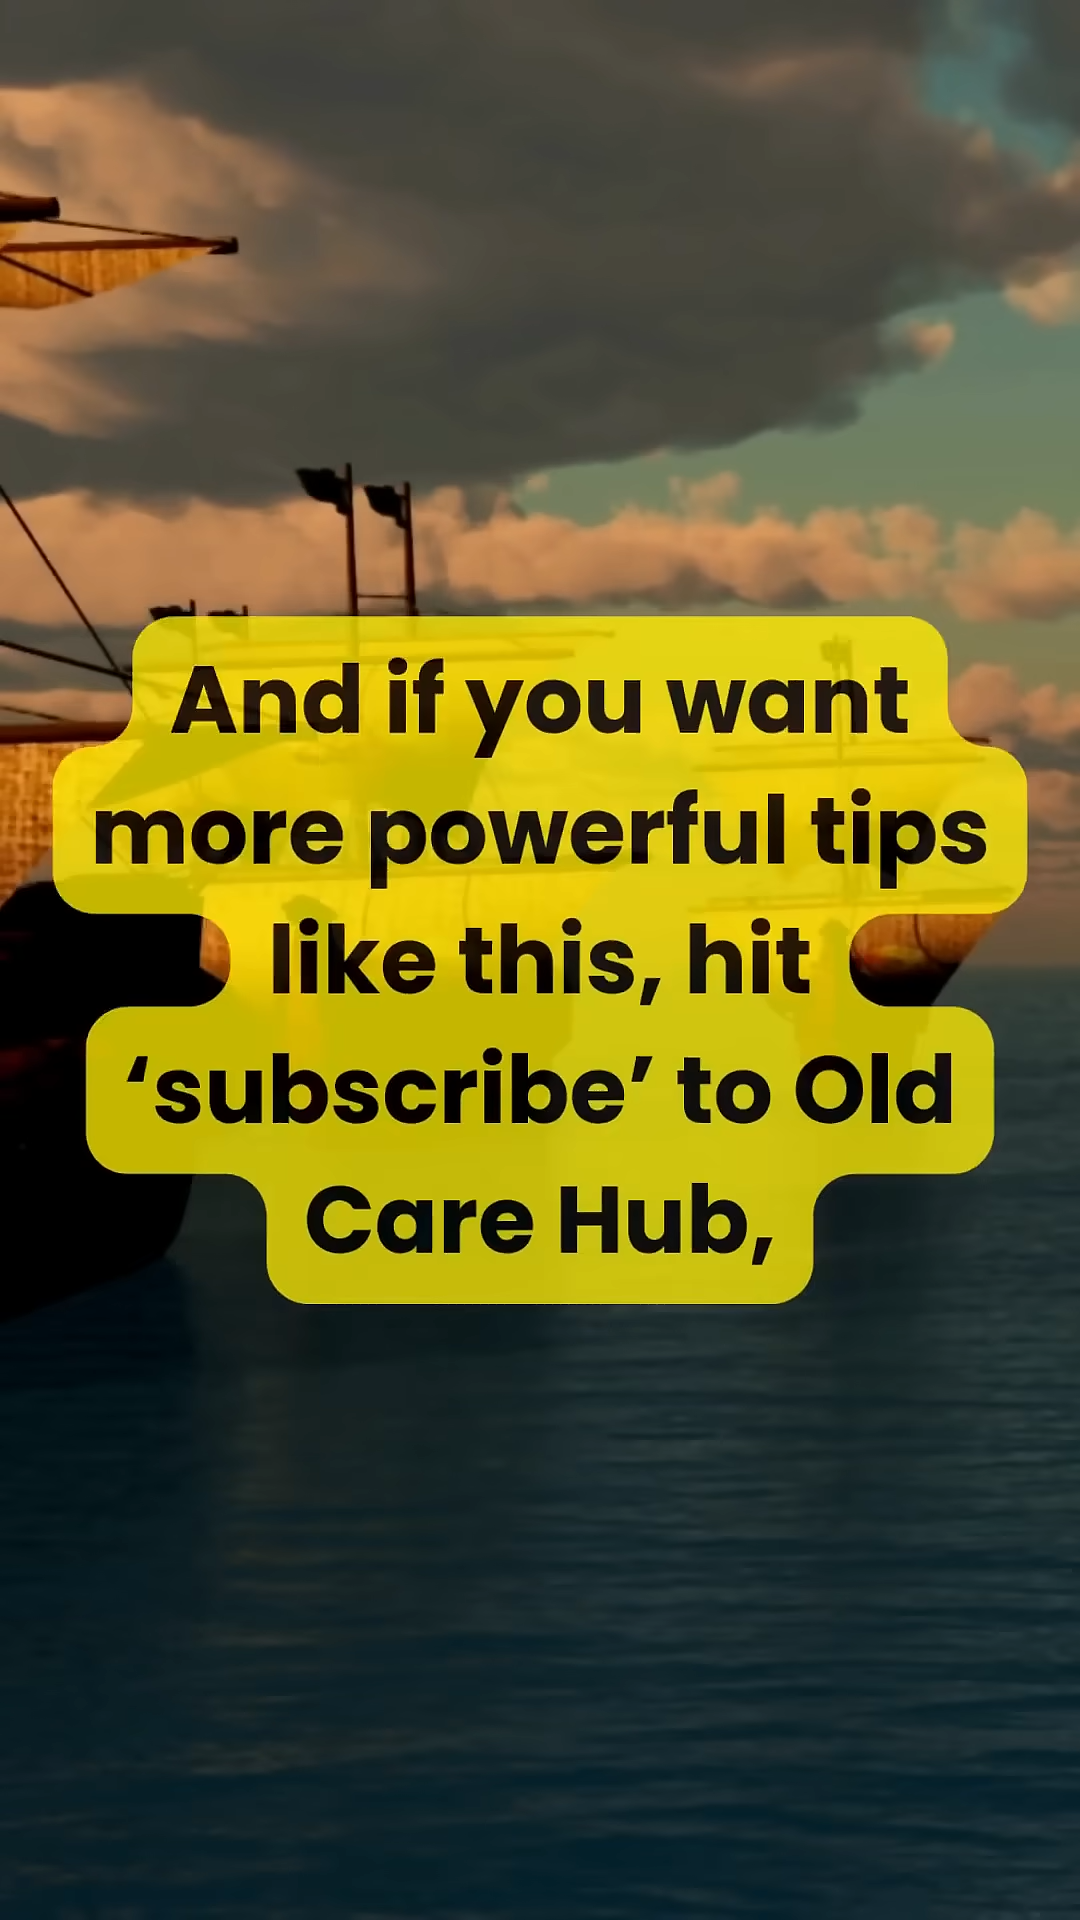 And if you want
more powerful tips
like this, hit
‘subscribe’ to Old
Care Hub,